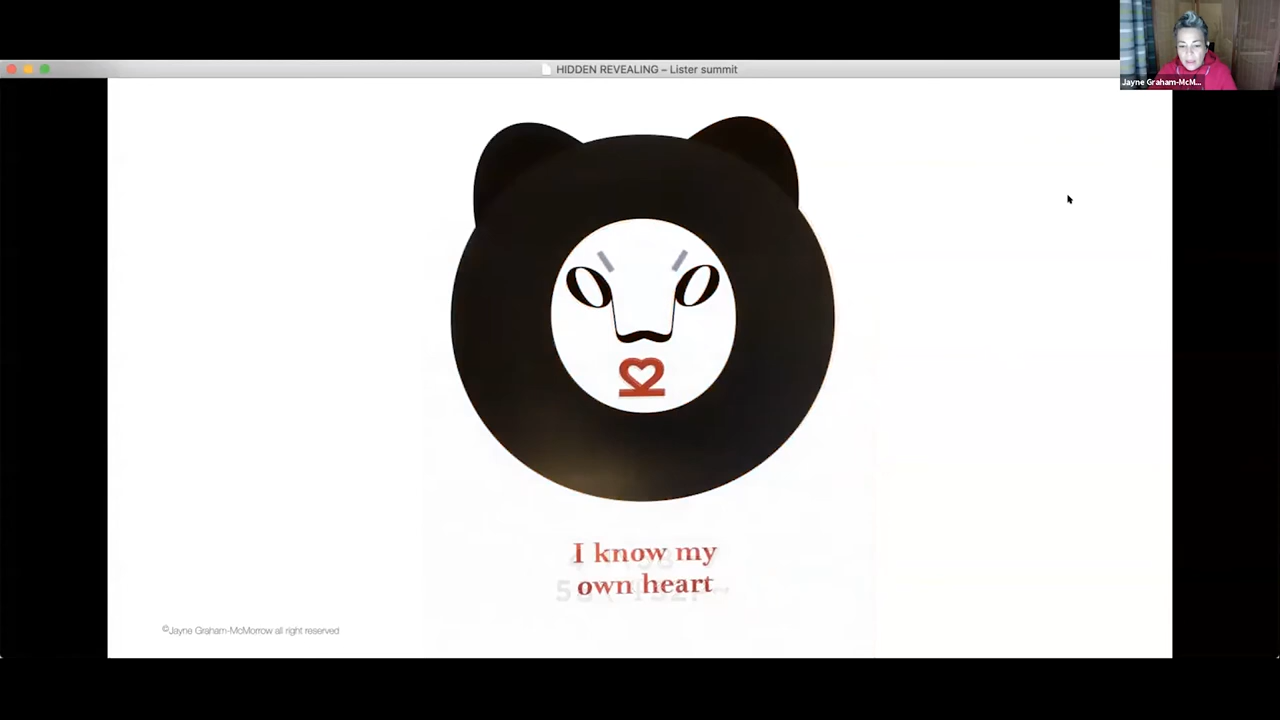 HIDDEN REVEALING – Lister summit
Jayne Graham-McM...
I know my
own heart
©Jayne Graham-McMorrow all right reserved